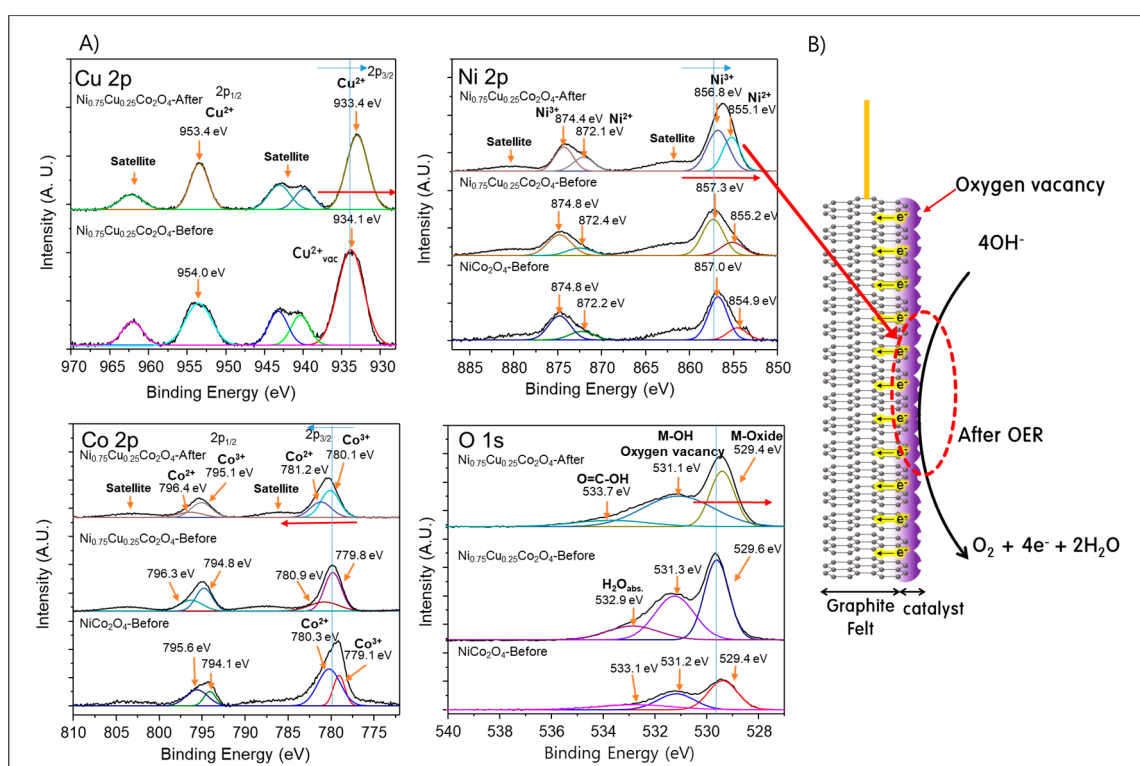 A)
Cu 2p
Ni₀.₇₅Cu₀.₂₅Co₂O₄-After
2p₁/₂
Cu²⁺
953.4 eV
Cu²⁺
2p₃/₂
933.4 eV
Satellite
Satellite
Ni₀.₇₅Cu₀.₂₅Co₂O₄-Before
954.0 eV
934.1 eV
Cu²⁺vac
Intensity (A. U.)
970 965 960 955 950 945 940 935 930
Binding Energy (eV)
Ni 2p
Ni₀.₇₅Cu₀.₂₅Co₂O₄-After
Ni³⁺
874.4 eV
Ni²⁺
872.1 eV
Ni³⁺
856.8 eV
Ni²⁺
855.1 eV
Satellite
Satellite
Ni₀.₇₅Cu₀.₂₅Co₂O₄-Before
874.8 eV
872.4 eV
857.3 eV
855.2 eV
NiCo₂O₄-Before
874.8 eV
872.2 eV
857.0 eV
854.9 eV
Intensity (A.U.)
880 875 870 865 860 855 850
Binding Energy (eV)
B)
Oxygen vacancy
4OH⁻
e⁻
e⁻
e⁻
e⁻
e⁻
e⁻
e⁻
e⁻
e⁻
e⁻
e⁻
After OER
O₂ + 4e⁻ + 2H₂O
Graphite
Felt
catalyst
Co 2p
2p₁/₂
2p₃/₂
Ni₀.₇₅Cu₀.₂₅Co₂O₄-After
Co²⁺
796.4 eV
Co³⁺
795.1 eV
Co²⁺
781.2 eV
Co³⁺
780.1 eV
Satellite
Satellite
Ni₀.₇₅Cu₀.₂₅Co₂O₄-Before
796.3 eV
794.8 eV
780.9 eV
779.8 eV
NiCo₂O₄-Before
795.6 eV
794.1 eV
Co²⁺
780.3 eV
Co³⁺
779.1 eV
Intensity (A.U.)
810 805 800 795 790 785 780 775
Binding Energy (eV)
O 1s
Ni₀.₇₅Cu₀.₂₅Co₂O₄-After
O=C-OH
533.7 eV
M-OH
Oxygen vacancy
531.1 eV
M-Oxide
529.4 eV
Ni₀.₇₅Cu₀.₂₅Co₂O₄-Before
H₂Oabs.
532.9 eV
531.3 eV
529.6 eV
NiCo₂O₄-Before
533.1 eV
531.2 eV
529.4 eV
Intensity (A.U.)
540 538 536 534 532 530 528
Binding Energy (eV)